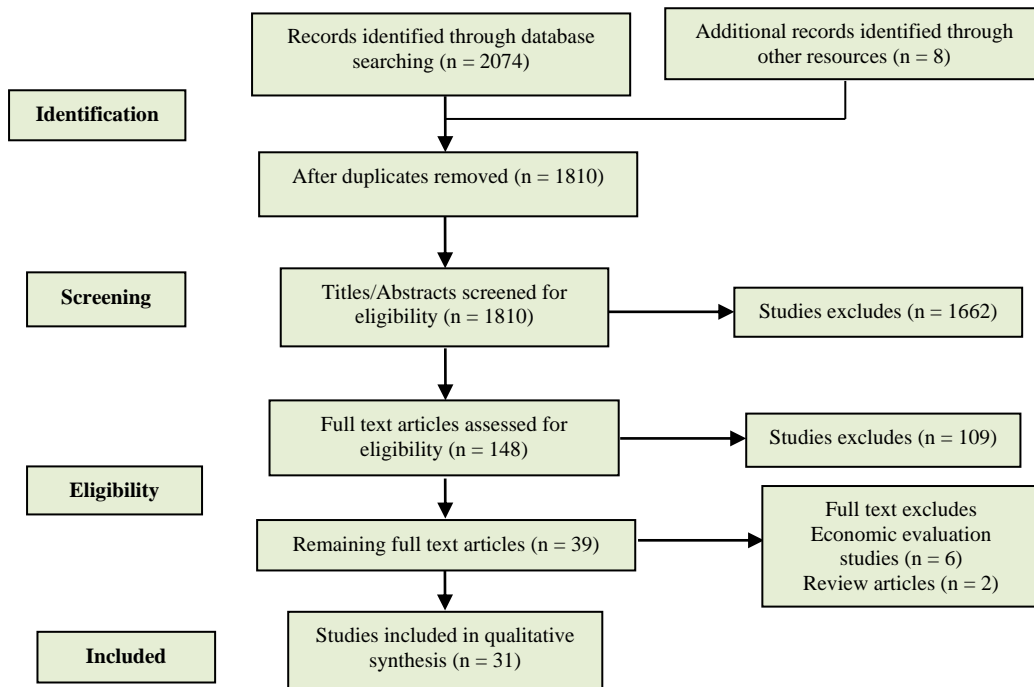 Records identified through database
searching (n = 2074)
Additional records identified through
other resources (n = 8)
Identification
After duplicates removed (n = 1810)
Screening
Titles/Abstracts screened for
eligibility (n = 1810)
Studies excludes (n = 1662)
Full text articles assessed for
eligibility (n = 148)
Studies excludes (n = 109)
Eligibility
Remaining full text articles (n = 39)
Full text excludes
Economic evaluation
studies (n = 6)
Review articles (n = 2)
Included
Studies included in qualitative
synthesis (n = 31)